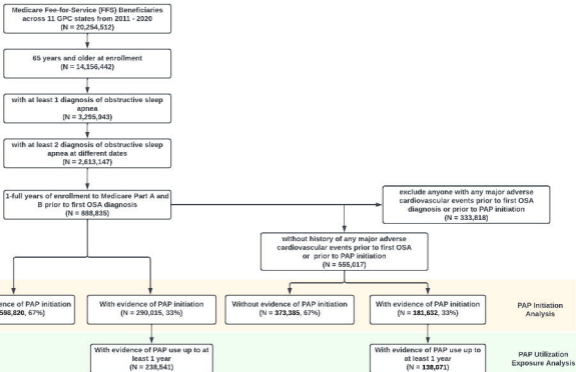 Medicare Fee-for-Service (FFS) Beneficiaries
across 11 GPC states from 2011 - 2020
(N = 20,254,512)
65 years and older at enrollment
(N = 14,156,442)
with at least 1 diagnosis of obstructive sleep
apnea
(N = 3,295,943)
with at least 2 diagnosis of obstructive sleep
apnea at different dates
(N = 2,613,147)
1-full years of enrollment to Medicare Part A and
B prior to first OSA diagnosis
(N = 888,835)
exclude anyone with any major adverse
cardiovascular events prior to first OSA
diagnosis or prior to PAP initiation
(N = 333,818)
without history of any major adverse
cardiovascular events prior to first OSA
or prior to PAP initiation
(N = 555,017)
ence of PAP initiation
598,820, 67%)
With evidence of PAP initiation
(N = 290,015, 33%)
Without evidence of PAP initiation
(N = 373,385, 67%)
With evidence of PAP initiation
(N = 181,632, 33%)
PAP Initiation
Analysis
With evidence of PAP use up to at
least 1 year
(N = 238,541)
With evidence of PAP use up to
at least 1 year
(N = 138,071)
PAP Utilization
Exposure Analysis